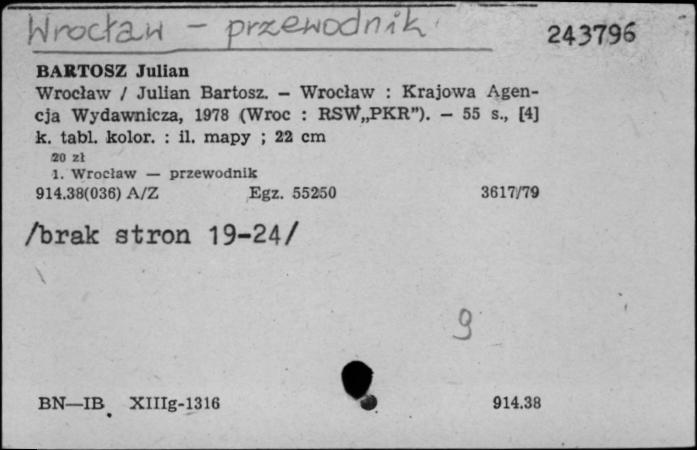 Wrocław - przewodnik
243796
BARTOSZ Julian
Wrocław / Julian Bartosz. — Wrocław : Krajowa Agen-
cja Wydawnicza, 1978 (Wroc : RSW „PKR”). — 55 s., [4]
k. tabl. kolor. : il. mapy ; 22 cm
20 zł
1. Wrocław — przewodnik
914.38(036) A/Z Egz. 55250 3617/79
/brak stron 19-24/
9
BN—IB XIIIg-1316 914.38